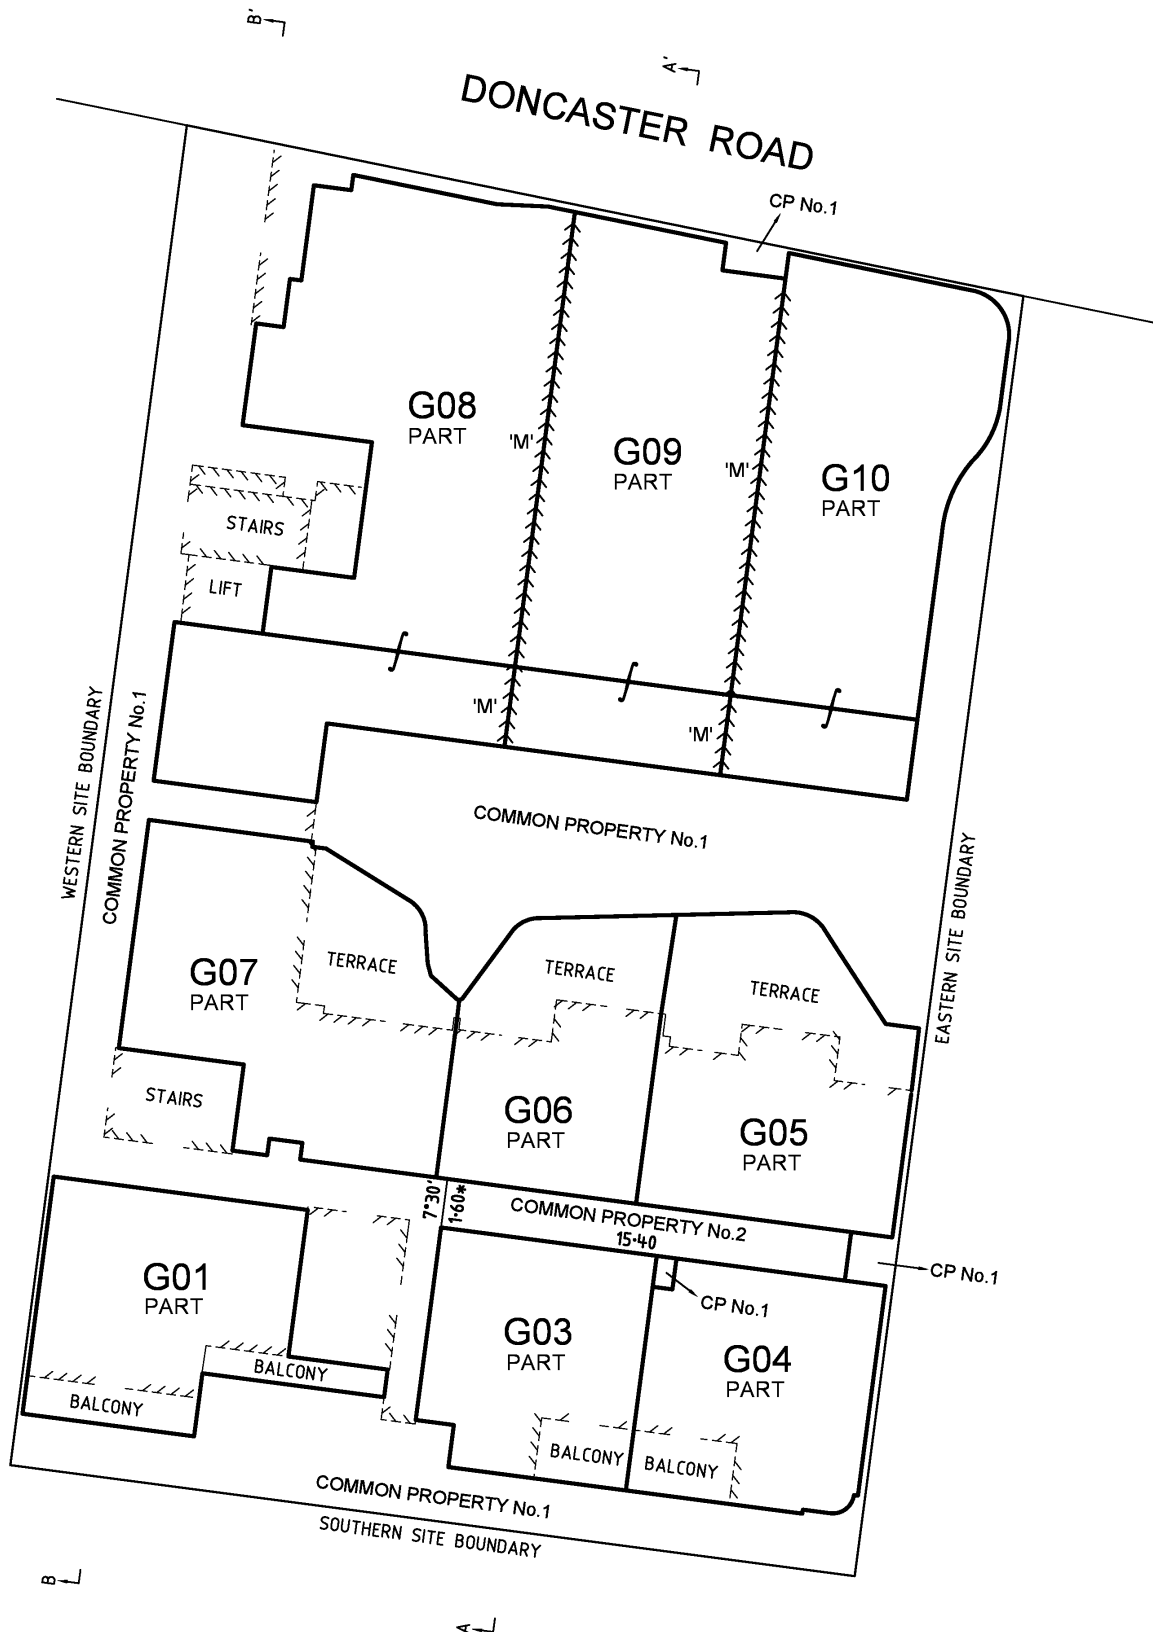 B'
A'
DONCASTER ROAD
CP No.1
G08
PART
'M'
G09
PART
'M'
G10
PART
STAIRS
LIFT
'M'
'M'
WESTERN SITE BOUNDARY
COMMON PROPERTY No.1
COMMON PROPERTY No.1
EASTERN SITE BOUNDARY
G07
PART
TERRACE
TERRACE
TERRACE
STAIRS
G06
PART
G05
PART
7°30'
1·60*
COMMON PROPERTY No.2
15·40
CP No.1
G01
PART
CP No.1
G03
PART
G04
PART
BALCONY
BALCONY
BALCONY
BALCONY
COMMON PROPERTY No.1
SOUTHERN SITE BOUNDARY
B
A